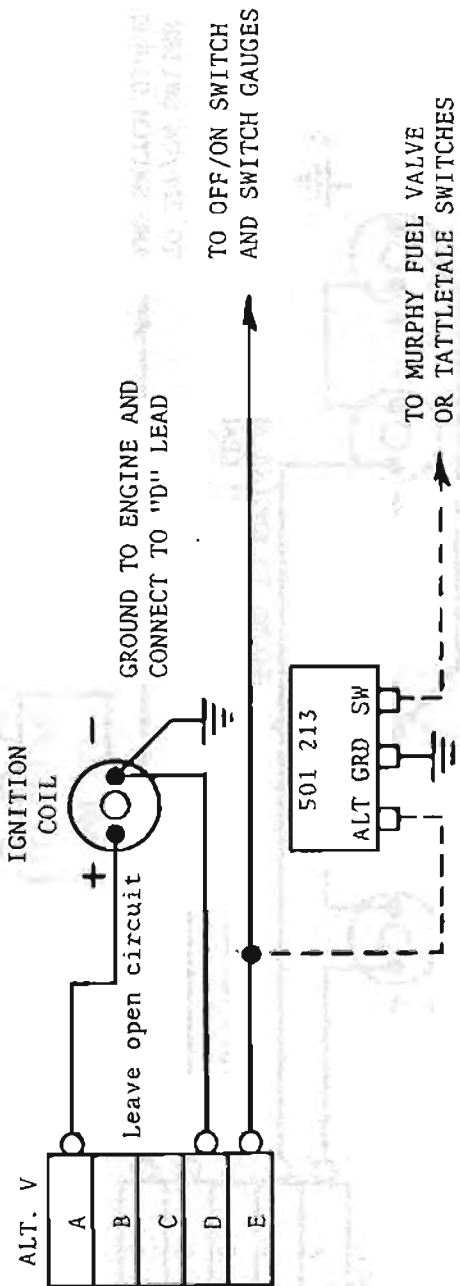 ALT. V
A
B
C
D
E
Leave open circuit
IGNITION
COIL
+
-
GROUND TO ENGINE AND
CONNECT TO "D" LEAD
TO OFF/ON SWITCH
AND SWITCH GAUGES
501 213
ALT GRD SW
TO MURPHY FUEL VALVE
OR TATTLETALE SWITCHES